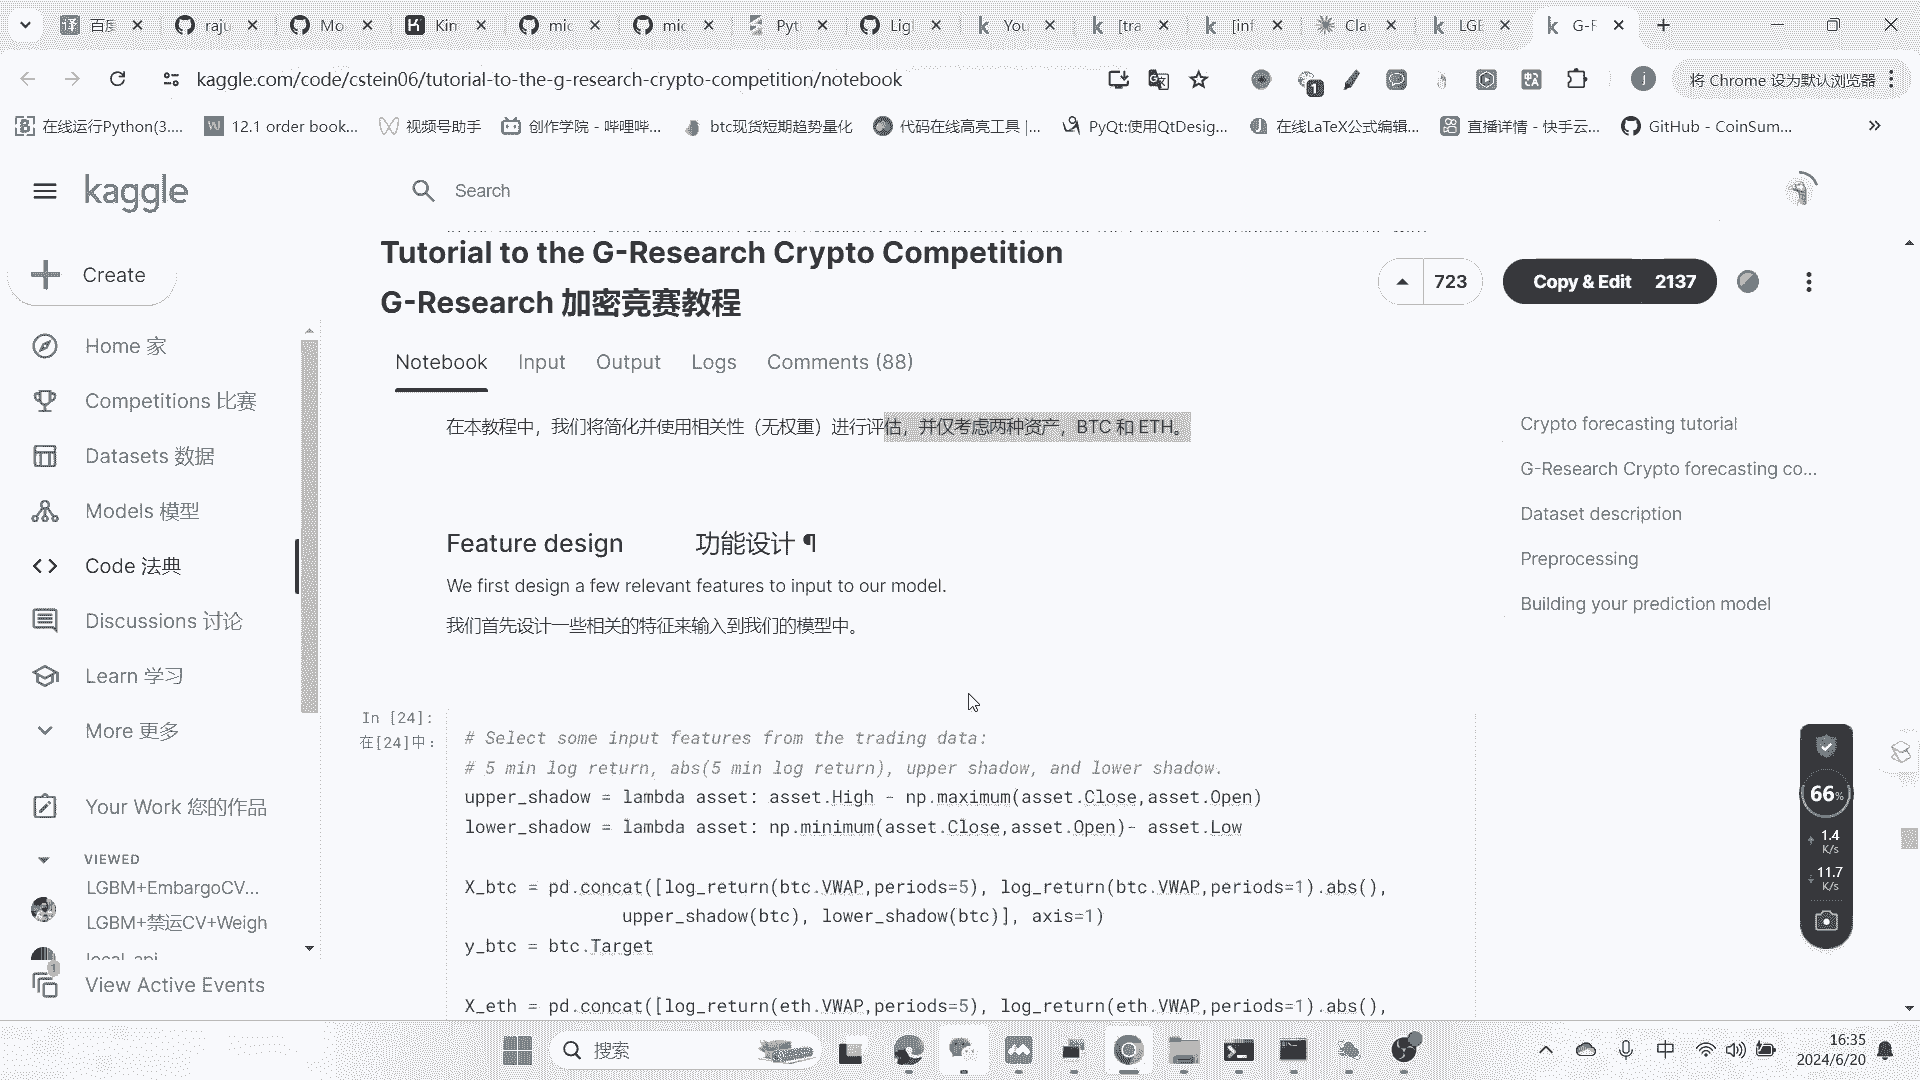 百度
raju
Mo
Kin
mic
mic
Pyt
Ligl
You
[tra
[inf
Cla
LGE
G-F
kaggle.com/code/cstein06/tutorial-to-the-g-research-crypto-competition/notebook
将 Chrome 设为默认浏览器
在线运行Python(3....
12.1 order book...
视频号助手
创作学院 - 哔哩哔...
btc现货短期趋势量化
代码在线高亮工具 |...
PyQt:使用QtDesig...
在线LaTeX公式编辑...
直播详情 - 快手云...
GitHub - CoinSum...
kaggle
Search
Create
Home 家
Competitions 比赛
Datasets 数据
Models 模型
Code 法典
Discussions 讨论
Learn 学习
More 更多
Your Work 您的作品
VIEWED
LGBM+EmbargoCV...
LGBM+禁运CV+Weigh
View Active Events
Tutorial to the G-Research Crypto Competition
G-Research 加密竞赛教程
723
Copy & Edit 2137
Notebook
Input
Output
Logs
Comments (88)
在本教程中，我们将简化并使用相关性（无权重）进行评估，并仅考虑两种资产，BTC 和 ETH。
Feature design 功能设计 ¶
We first design a few relevant features to input to our model.
我们首先设计一些相关的特征来输入到我们的模型中。
In [24]:
在[24]中：
# Select some input features from the trading data:
# 5 min log return, abs(5 min log return), upper shadow, and lower shadow.
upper_shadow = lambda asset: asset.High - np.maximum(asset.Close,asset.Open)
lower_shadow = lambda asset: np.minimum(asset.Close,asset.Open)- asset.Low
X_btc = pd.concat([log_return(btc.VWAP,periods=5), log_return(btc.VWAP,periods=1).abs(),
upper_shadow(btc), lower_shadow(btc)], axis=1)
y_btc = btc.Target
X_eth = pd.concat([log_return(eth.VWAP,periods=5), log_return(eth.VWAP,periods=1).abs(),
Crypto forecasting tutorial
G-Research Crypto forecasting co...
Dataset description
Preprocessing
Building your prediction model
66%
1.4
K/s
11.7
K/s
搜索
中
16:35
2024/6/20